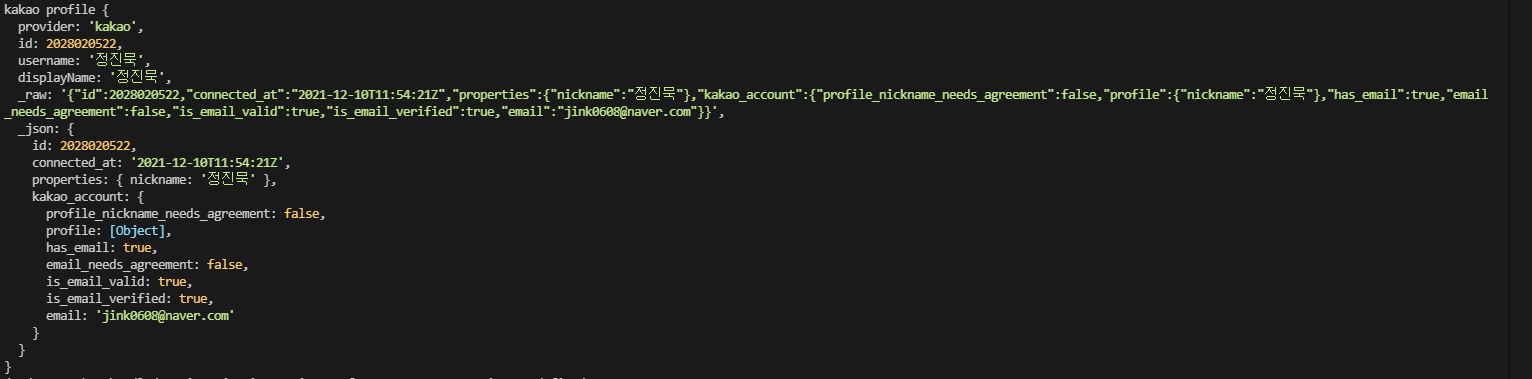 kakao profile {
  provider: 'kakao',
  id: 2028020522,
  username: '정진묵',
  displayName: '정진묵',
  _raw: '{"id":2028020522,"connected_at":"2021-12-10T11:54:21Z","properties":{"nickname":"정진묵"},"kakao_account":{"profile_nickname_needs_agreement":false,"profile":{"nickname":"정진묵"},"has_email":true,"email
_needs_agreement":false,"is_email_valid":true,"is_email_verified":true,"email":"jink0608@naver.com"}}',
  _json: {
    id: 2028020522,
    connected_at: '2021-12-10T11:54:21Z',
    properties: { nickname: '정진묵' },
    kakao_account: {
      profile_nickname_needs_agreement: false,
      profile: [Object],
      has_email: true,
      email_needs_agreement: false,
      is_email_valid: true,
      is_email_verified: true,
      email: 'jink0608@naver.com'
    }
  }
}